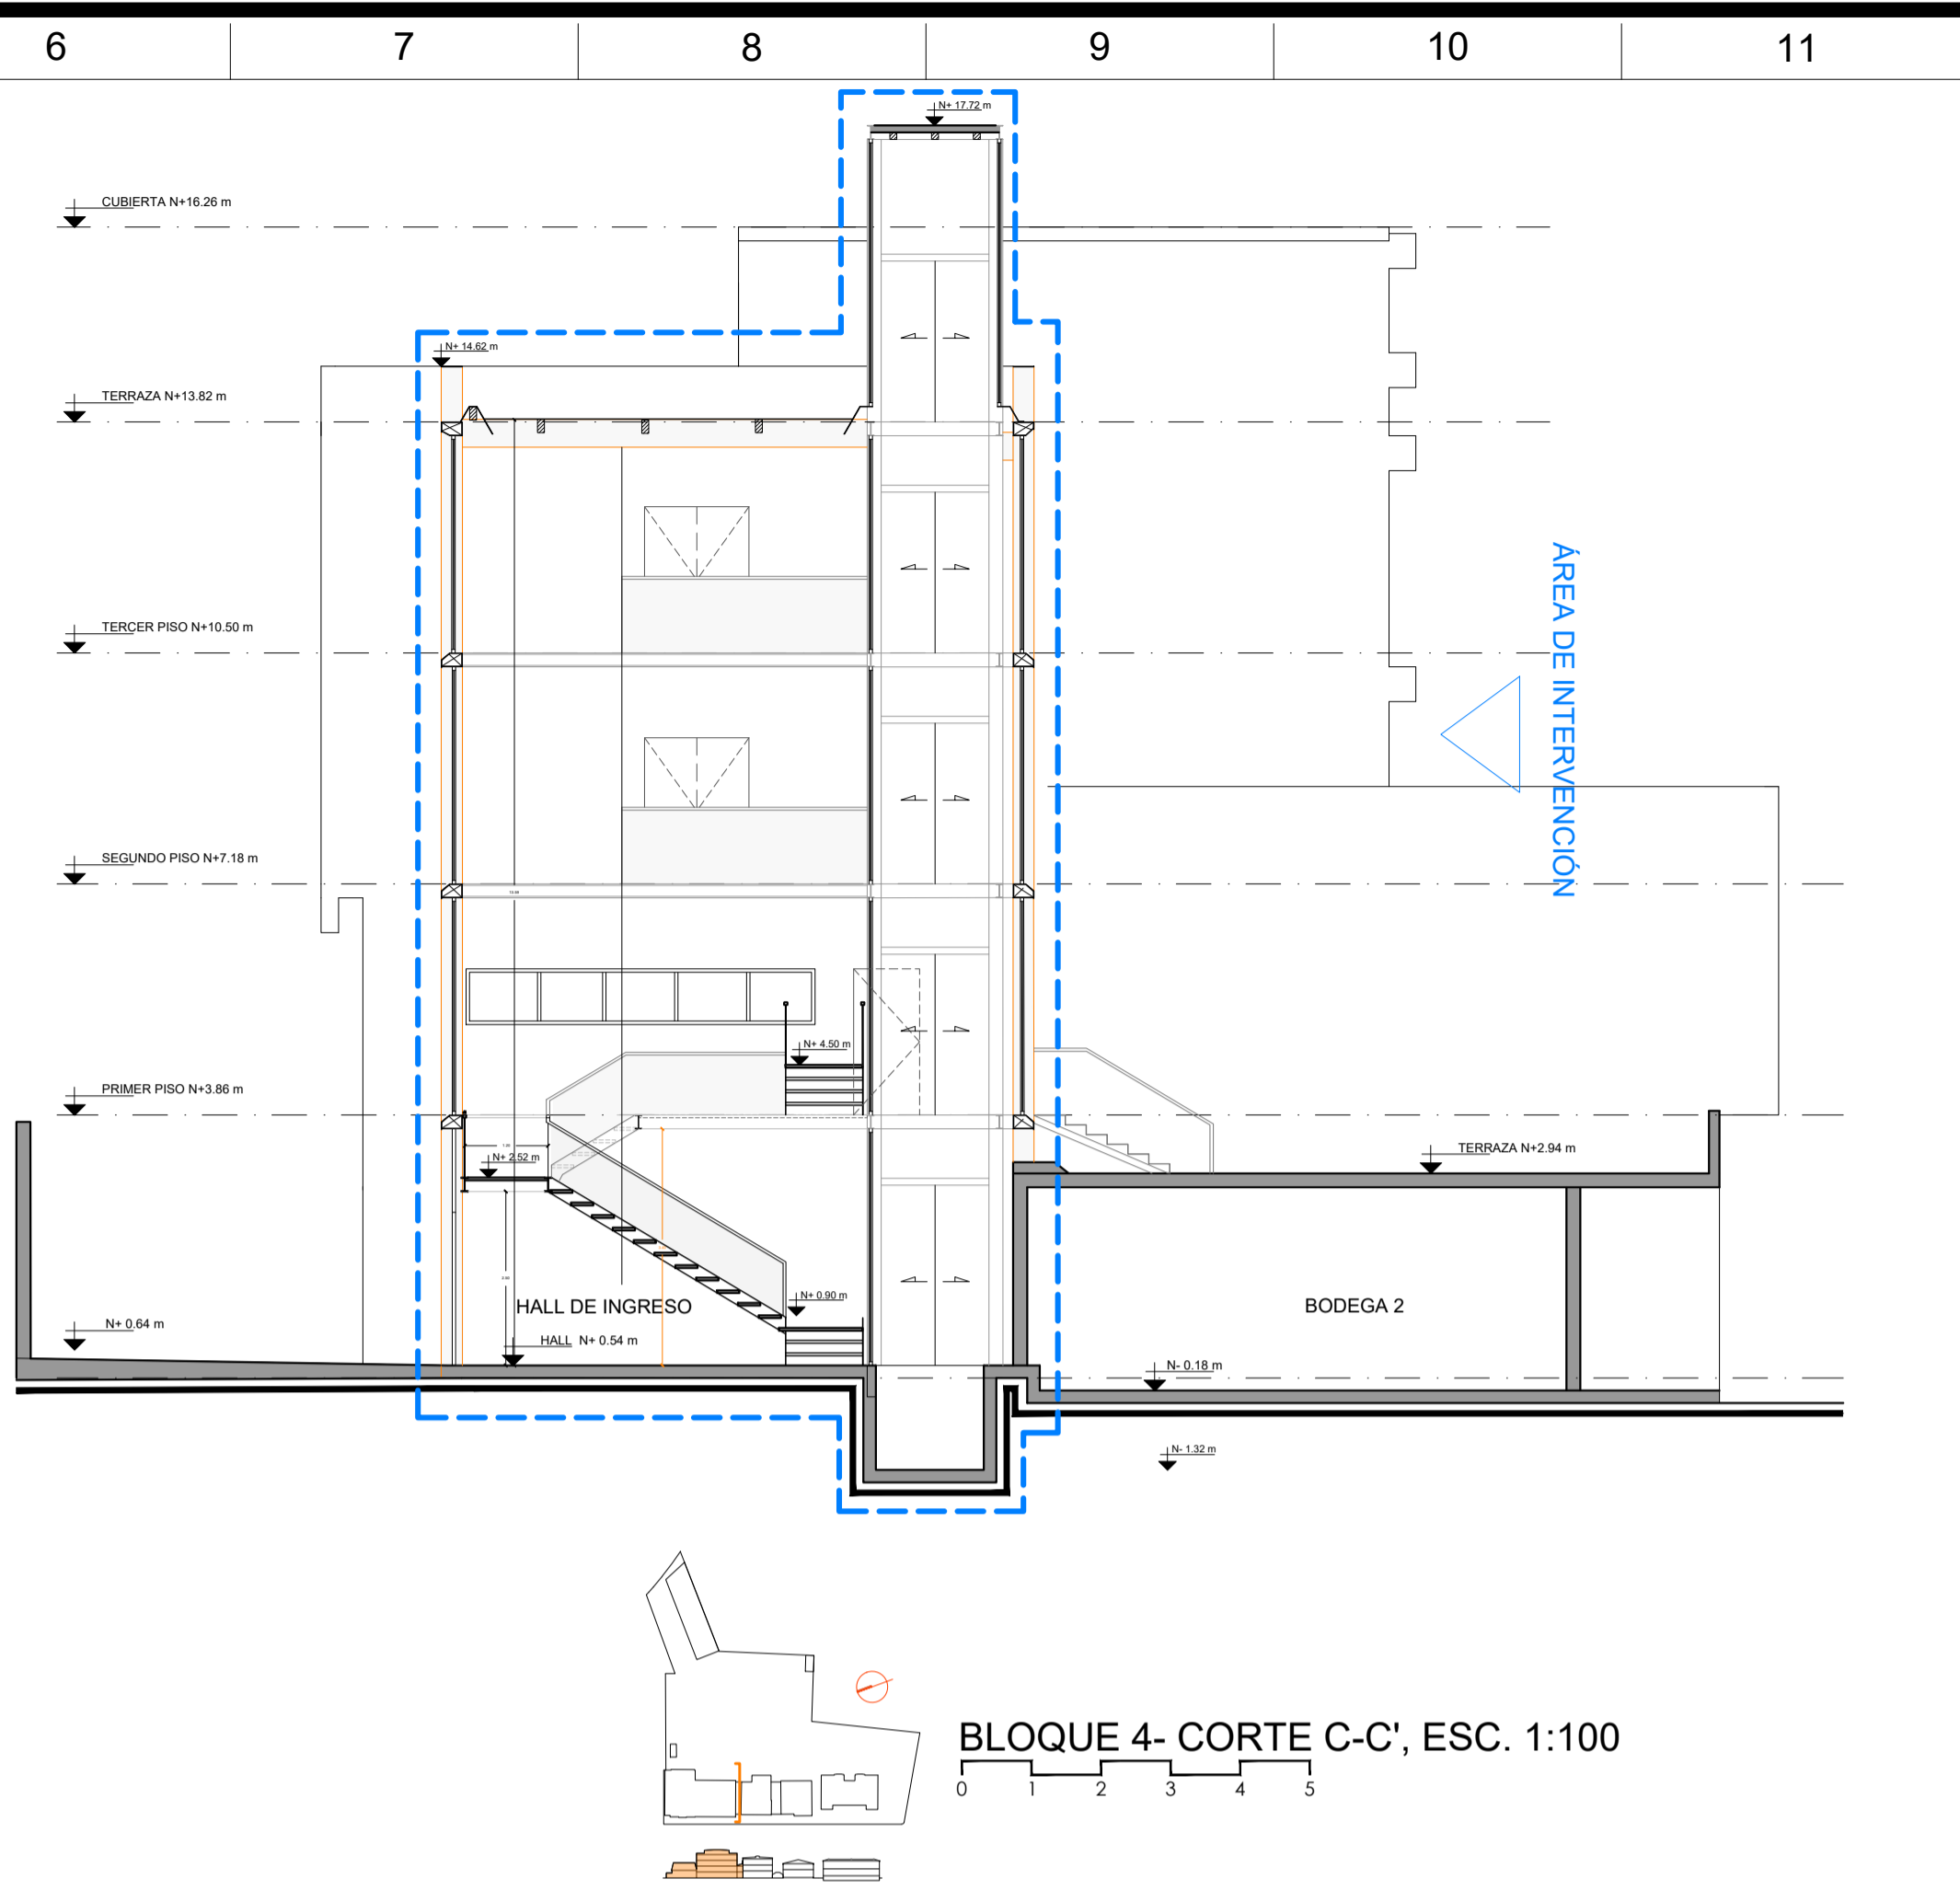 6 7 8 9 10 11
N+ 17.72 m
CUBIERTA N+16.26 m
N+ 14.62 m
TERRAZA N+13.82 m
TERCER PISO N+10.50 m
ÁREA DE INTERVENCIÓN
SEGUNDO PISO N+7.18 m
N+ 4.50 m
PRIMER PISO N+3.86 m
N+ 2.52 m
TERRAZA N+2.94 m
N+ 0.90 m
HALL DE INGRESO
BODEGA 2
N+ 0.64 m
HALL N+ 0.54 m
N- 0.18 m
N- 1.32 m
BLOQUE 4- CORTE C-C', ESC. 1:100
0 1 2 3 4 5